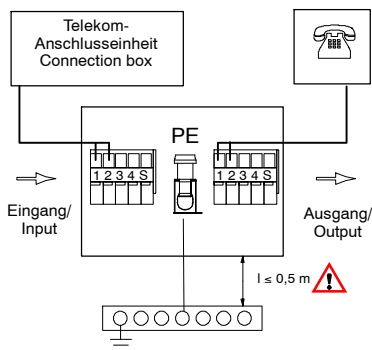 Telekom-
Anschlusseinheit
Connection box
PE
1 2 3 4 S
1 2 3 4 S
Eingang/
Input
Ausgang/
Output
l ≤ 0,5 m
!